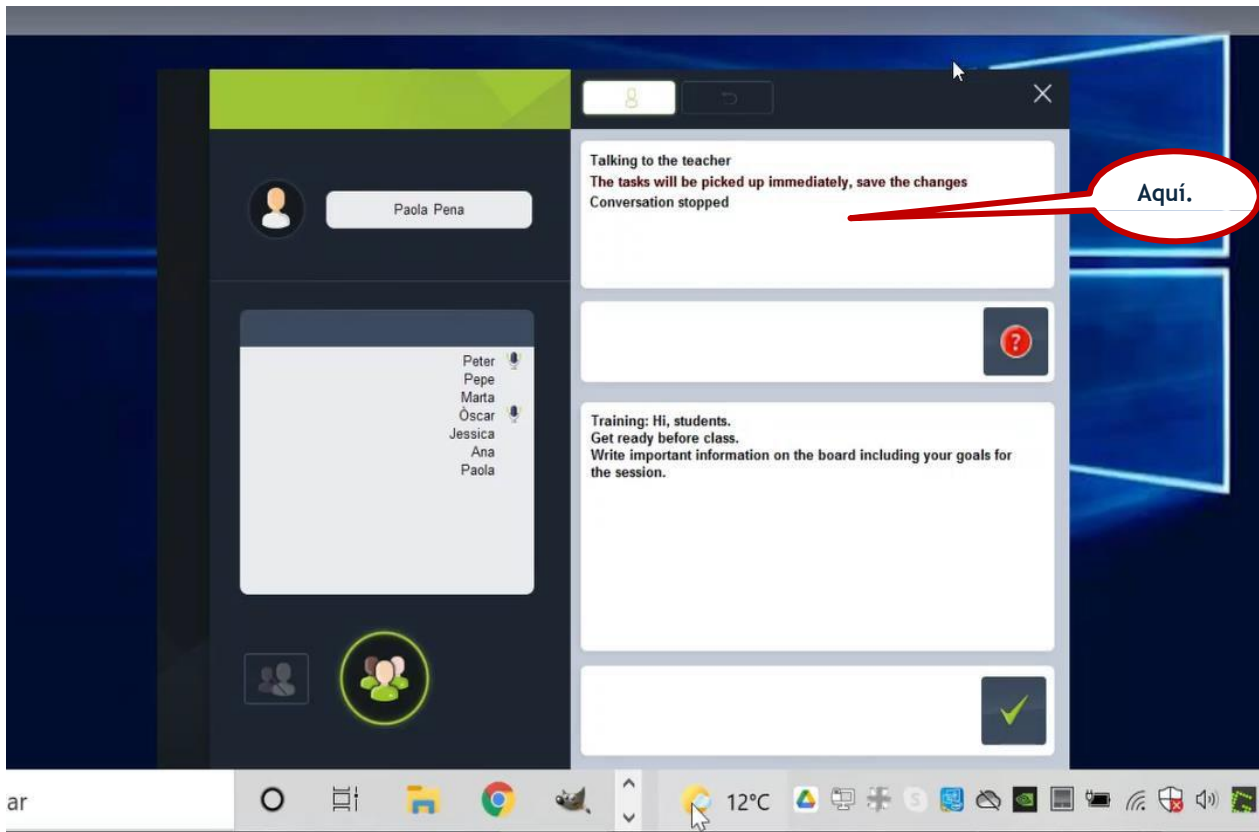 Talking to the teacher
The tasks will be picked up immediately, save the changes
Conversation stopped
Aquí.
Paola Pena
Peter
Pepe
Marta
Òscar
Jessica
Ana
Paola
Training: Hi, students.
Get ready before class.
Write important information on the board including your goals for
the session.
ar
12°C